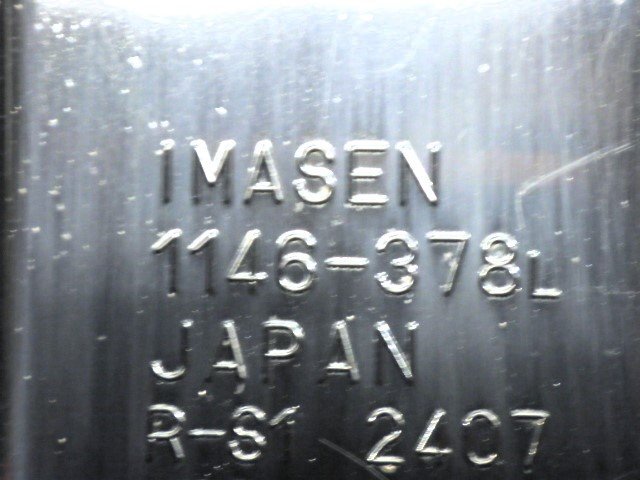 IMASEN
1146-378L
JAPAN
R-S1 2407